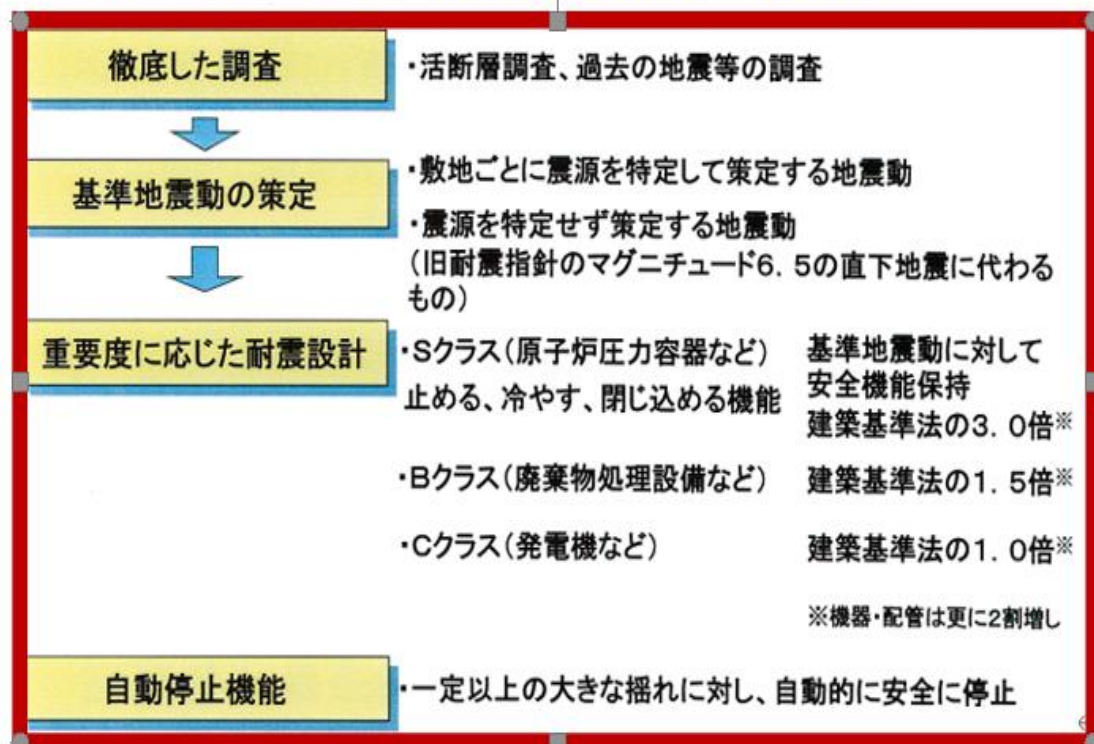 徹底した調査
・活断層調査、過去の地震等の調査
基準地震動の策定
・敷地ごとに震源を特定して策定する地震動
・震源を特定せず策定する地震動
（旧耐震指針のマグニチュード6．5の直下地震に代わる
もの）
重要度に応じた耐震設計
・Sクラス（原子炉圧力容器など）
止める、冷やす、閉じ込める機能
基準地震動に対して
安全機能保持
建築基準法の3．0倍※
・Bクラス（廃棄物処理設備など）
建築基準法の1．5倍※
・Cクラス（発電機など）
建築基準法の1．0倍※
※機器・配管は更に2割増し
自動停止機能
・一定以上の大きな揺れに対し、自動的に安全に停止